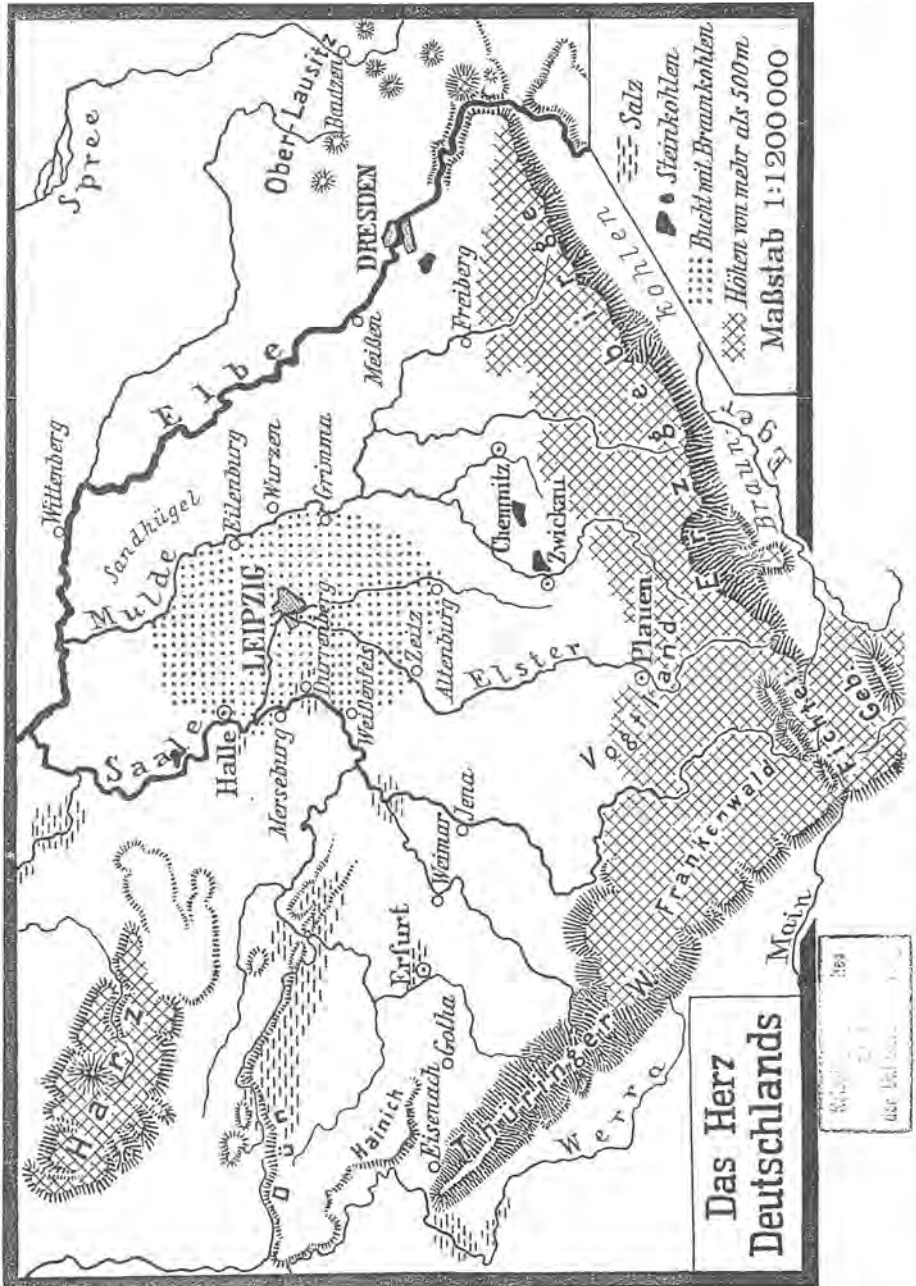 Das Herz
Deutschlands
Salz
Steinkohlen
Bucht mit Braunkohlen
Höhen von mehr als 500m
Maßstab 1:1200000
Spree
Ober-Lausitz
Bautzen
DRESDEN
Elbe
Meißen
Freiberg
Wittenberg
Sandhügel
Mulde
Eilenburg
Wurzen
Grimma
LEIPZIG
Chemnitz
Zwickau
Erzgebirge
Braun
kohlen
Eger
Halle
Saale
Merseburg
Dürrenberg
Weißenfels
Zeitz
Altenburg
Elster
Plauen
Vogtland
Fichtel
Geb.
Frankenwald
Main
Jena
Weimar
Erfurt
Gotha
Eisenach
Thüringer W.
Werra
Hainich
Dün
Harz